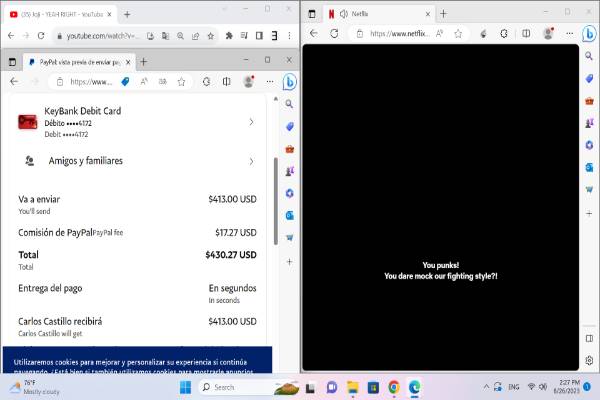 (35) Joji - YEAH RIGHT - YouTube
youtube.com/watch?v=...
PayPal: vista previa de enviar pag
https://www...
KeyBank Debit Card
Débito ••••4172
Debit ••••4172
Amigos y familiares
Va a enviar $413.00 USD
You'll send
Comisión de PayPal PayPal fee $17.27 USD
Total $430.27 USD
Total
Entrega del pago En segundos
In seconds
Carlos Castillo recibirá $413.00 USD
Carlos Castillo will get
Utilizaremos cookies para mejorar y personalizar su experiencia si continúa
navegando. ¿Está bien si también utilizamos cookies para mostrarle anuncios
Netflix
https://www.netflix...
You punks!
You dare mock our fighting style?!
76°F
Mostly cloudy
Search
ENG
2:27 PM
6/26/2023